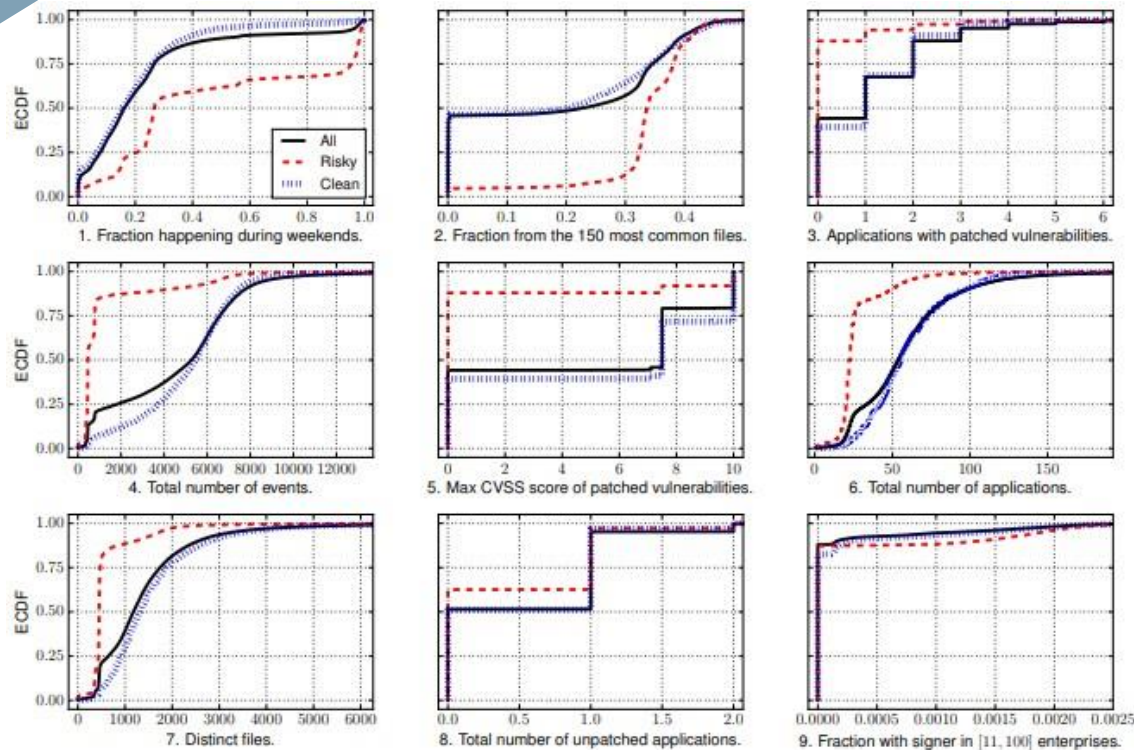 ECDF
1.00
0.75
0.50
0.25
0.00
All
Risky
Clean
0.0 0.2 0.4 0.6 0.8 1.0
1. Fraction happening during weekends.
0.0 0.1 0.2 0.3 0.4
2. Fraction from the 150 most common files.
0 1 2 3 4 5 6
3. Applications with patched vulnerabilities.
ECDF
1.00
0.75
0.50
0.25
0.00
0 2000 4000 6000 8000 10000 12000
4. Total number of events.
0 2 4 6 8 10
5. Max CVSS score of patched vulnerabilities.
0 50 100 150
6. Total number of applications.
ECDF
1.00
0.75
0.50
0.25
0.00
0 1000 2000 3000 4000 5000 6000
7. Distinct files.
0.0 0.5 1.0 1.5 2.0
8. Total number of unpatched applications.
0.0000 0.0005 0.0010 0.0015 0.0020 0.0025
9. Fraction with signer in [11, 100] enterprises.